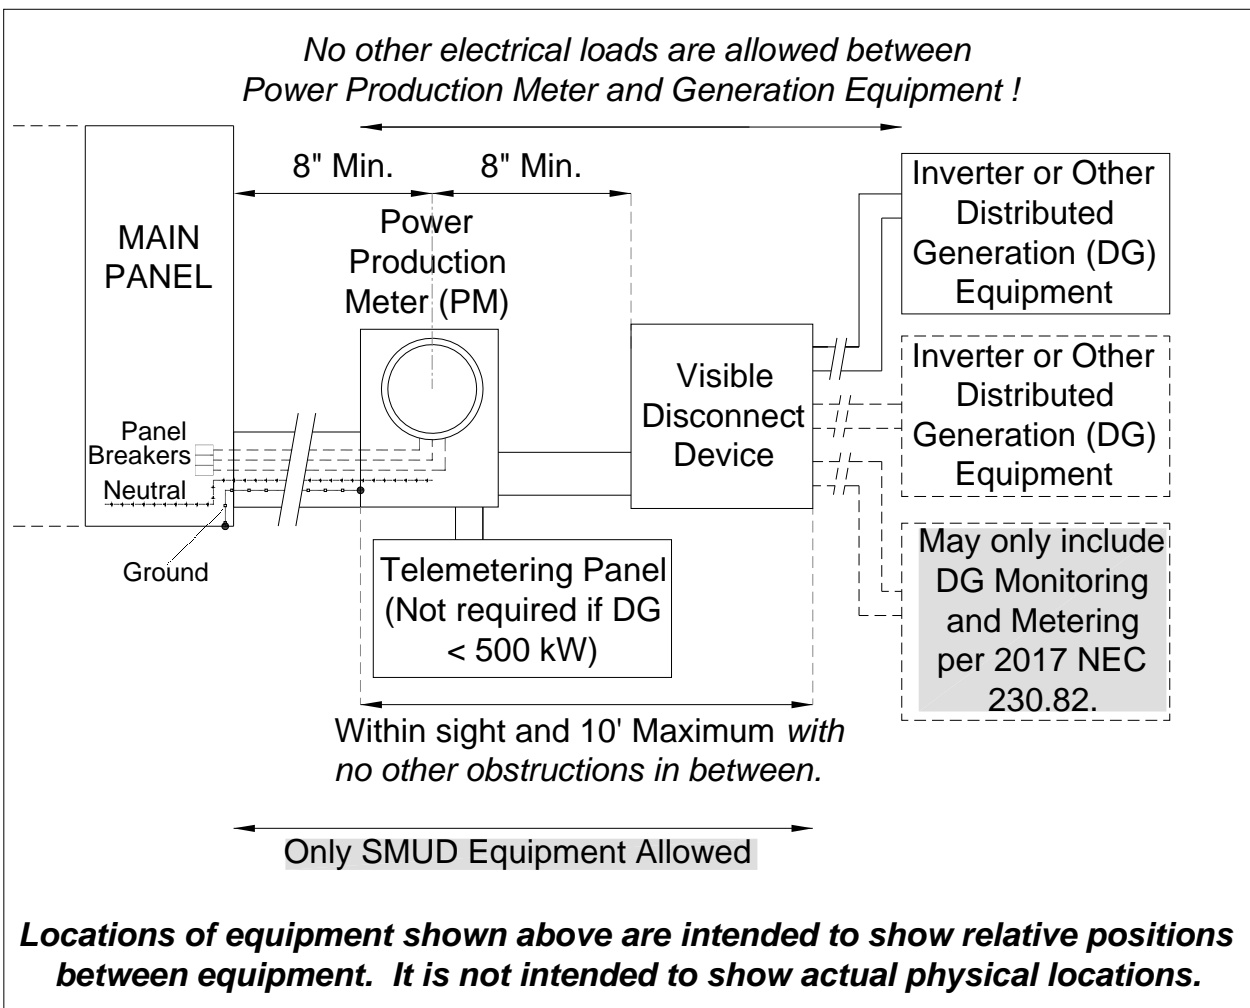 No other electrical loads are allowed between
Power Production Meter and Generation Equipment !
8" Min.
8" Min.
MAIN
PANEL
Power
Production
Meter (PM)
Inverter or Other
Distributed
Generation (DG)
Equipment
Visible
Disconnect
Device
Inverter or Other
Distributed
Generation (DG)
Equipment
Panel
Breakers
Neutral
Ground
Telemetering Panel
(Not required if DG
< 500 kW)
May only include
DG Monitoring
and Metering
per 2017 NEC
230.82.
Within sight and 10' Maximum with
no other obstructions in between.
Only SMUD Equipment Allowed
Locations of equipment shown above are intended to show relative positions
between equipment. It is not intended to show actual physical locations.